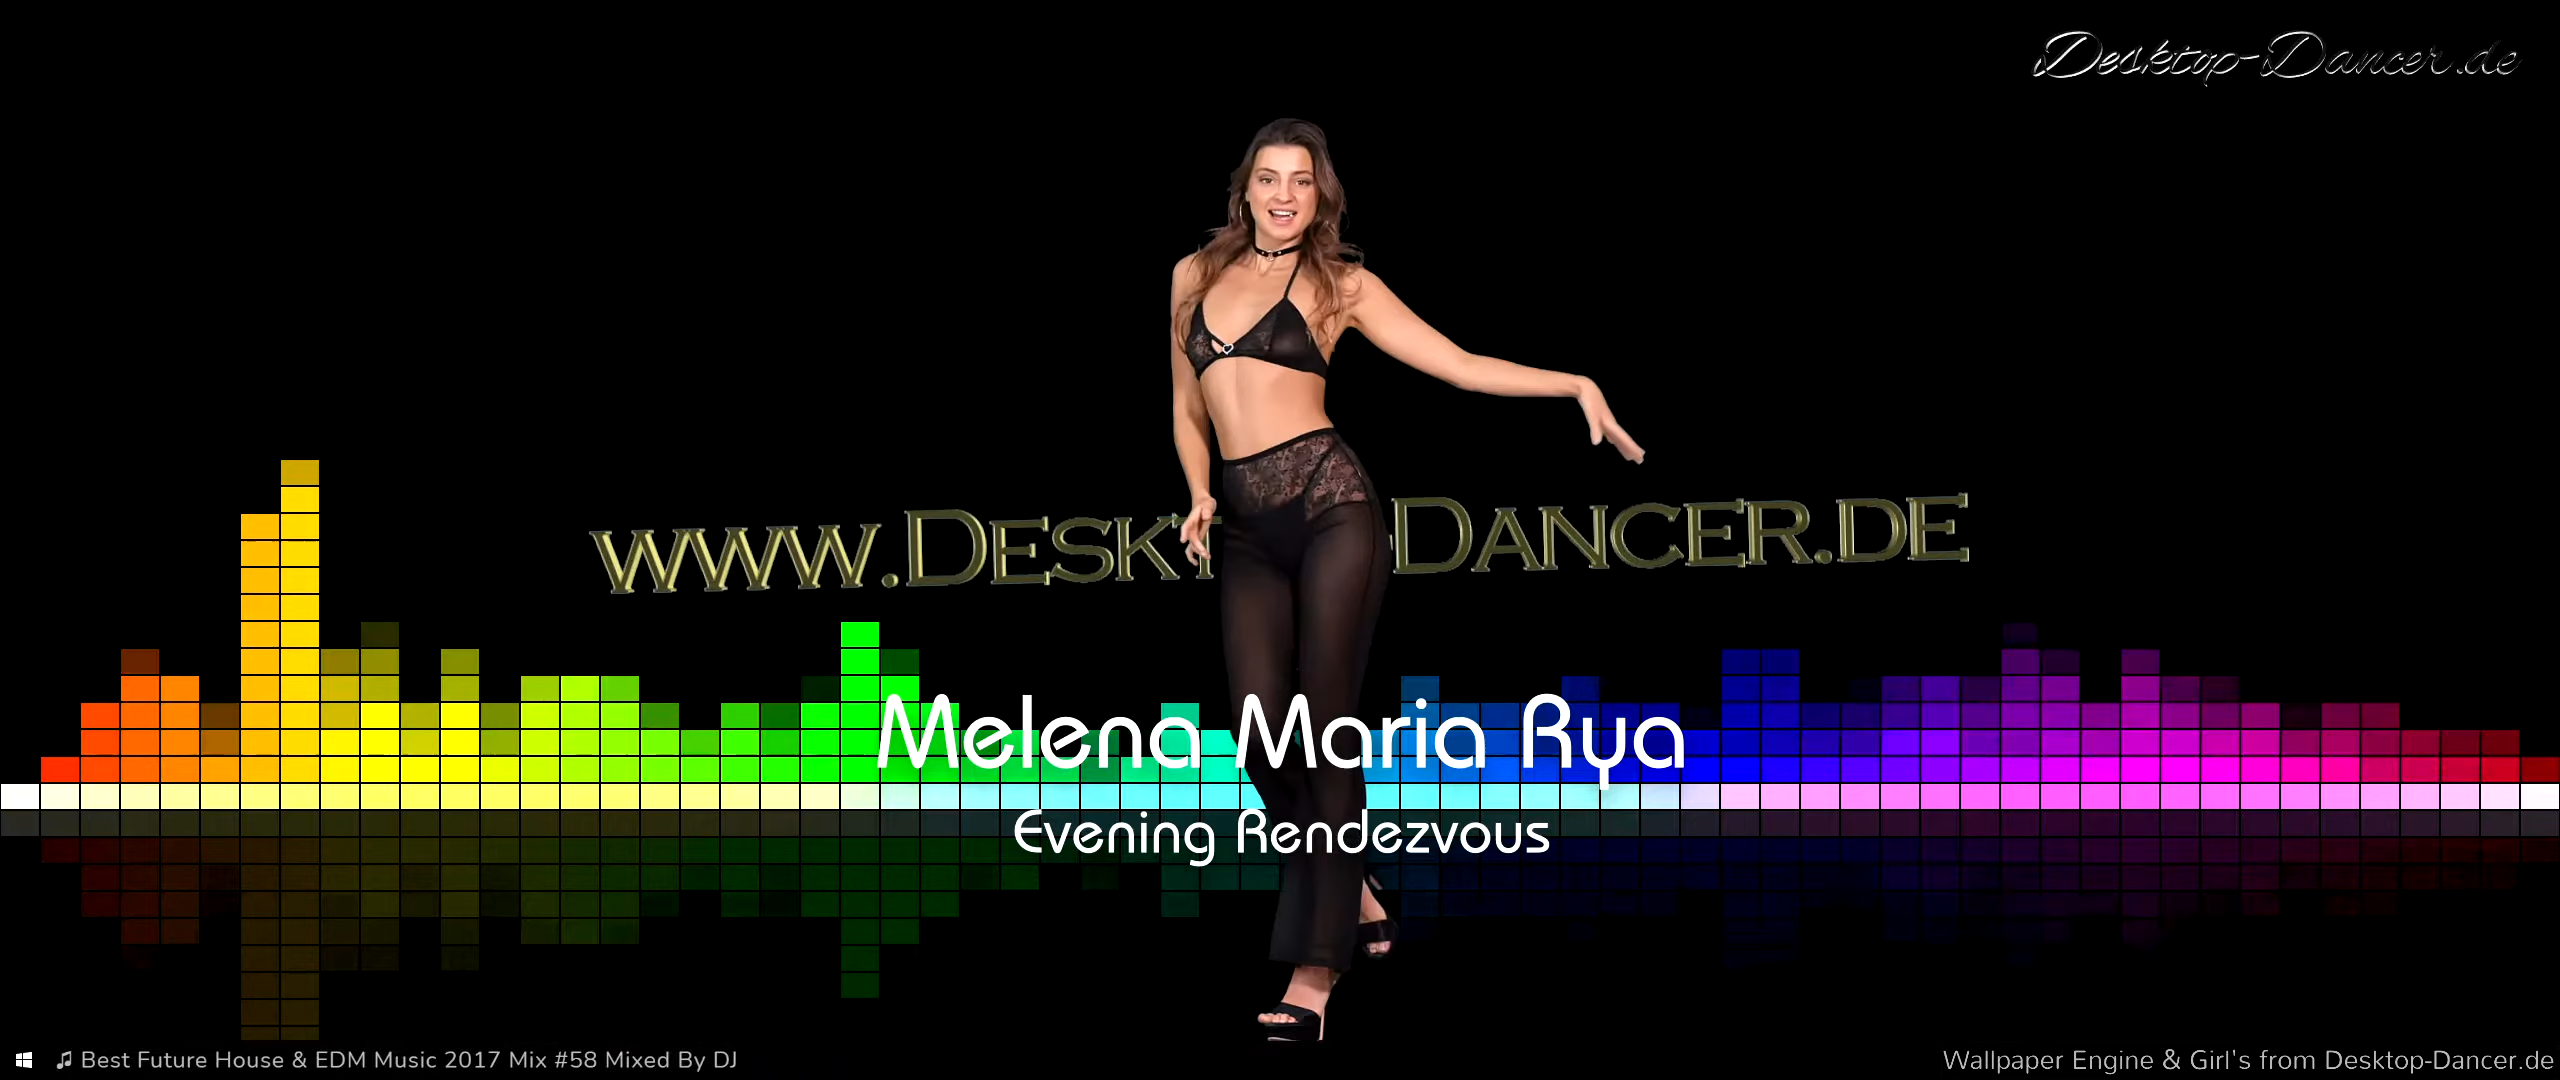 Desktop-Dancer.de
www.Deskt -Dancer.de
Melena Maria Rya
Evening Rendezvous
♫ Best Future House & EDM Music 2017 Mix #58 Mixed By DJ
Wallpaper Engine & Girl's from Desktop-Dancer.de